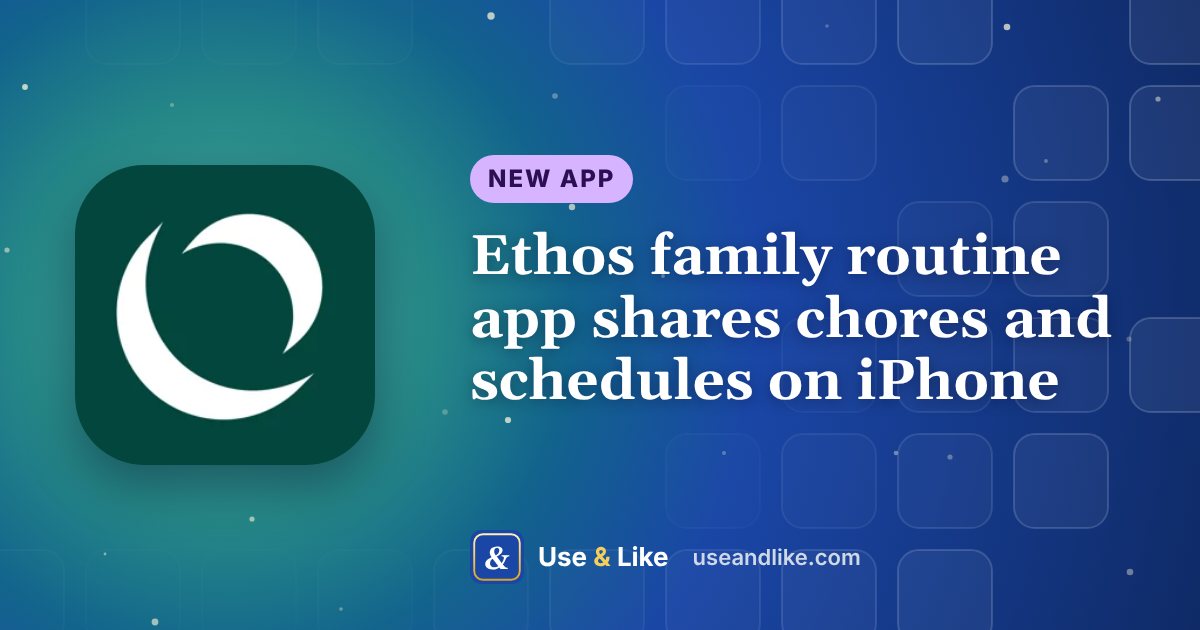 NEW APP
Ethos family routine
app shares chores and
schedules on iPhone
& Use & Like useandlike.com